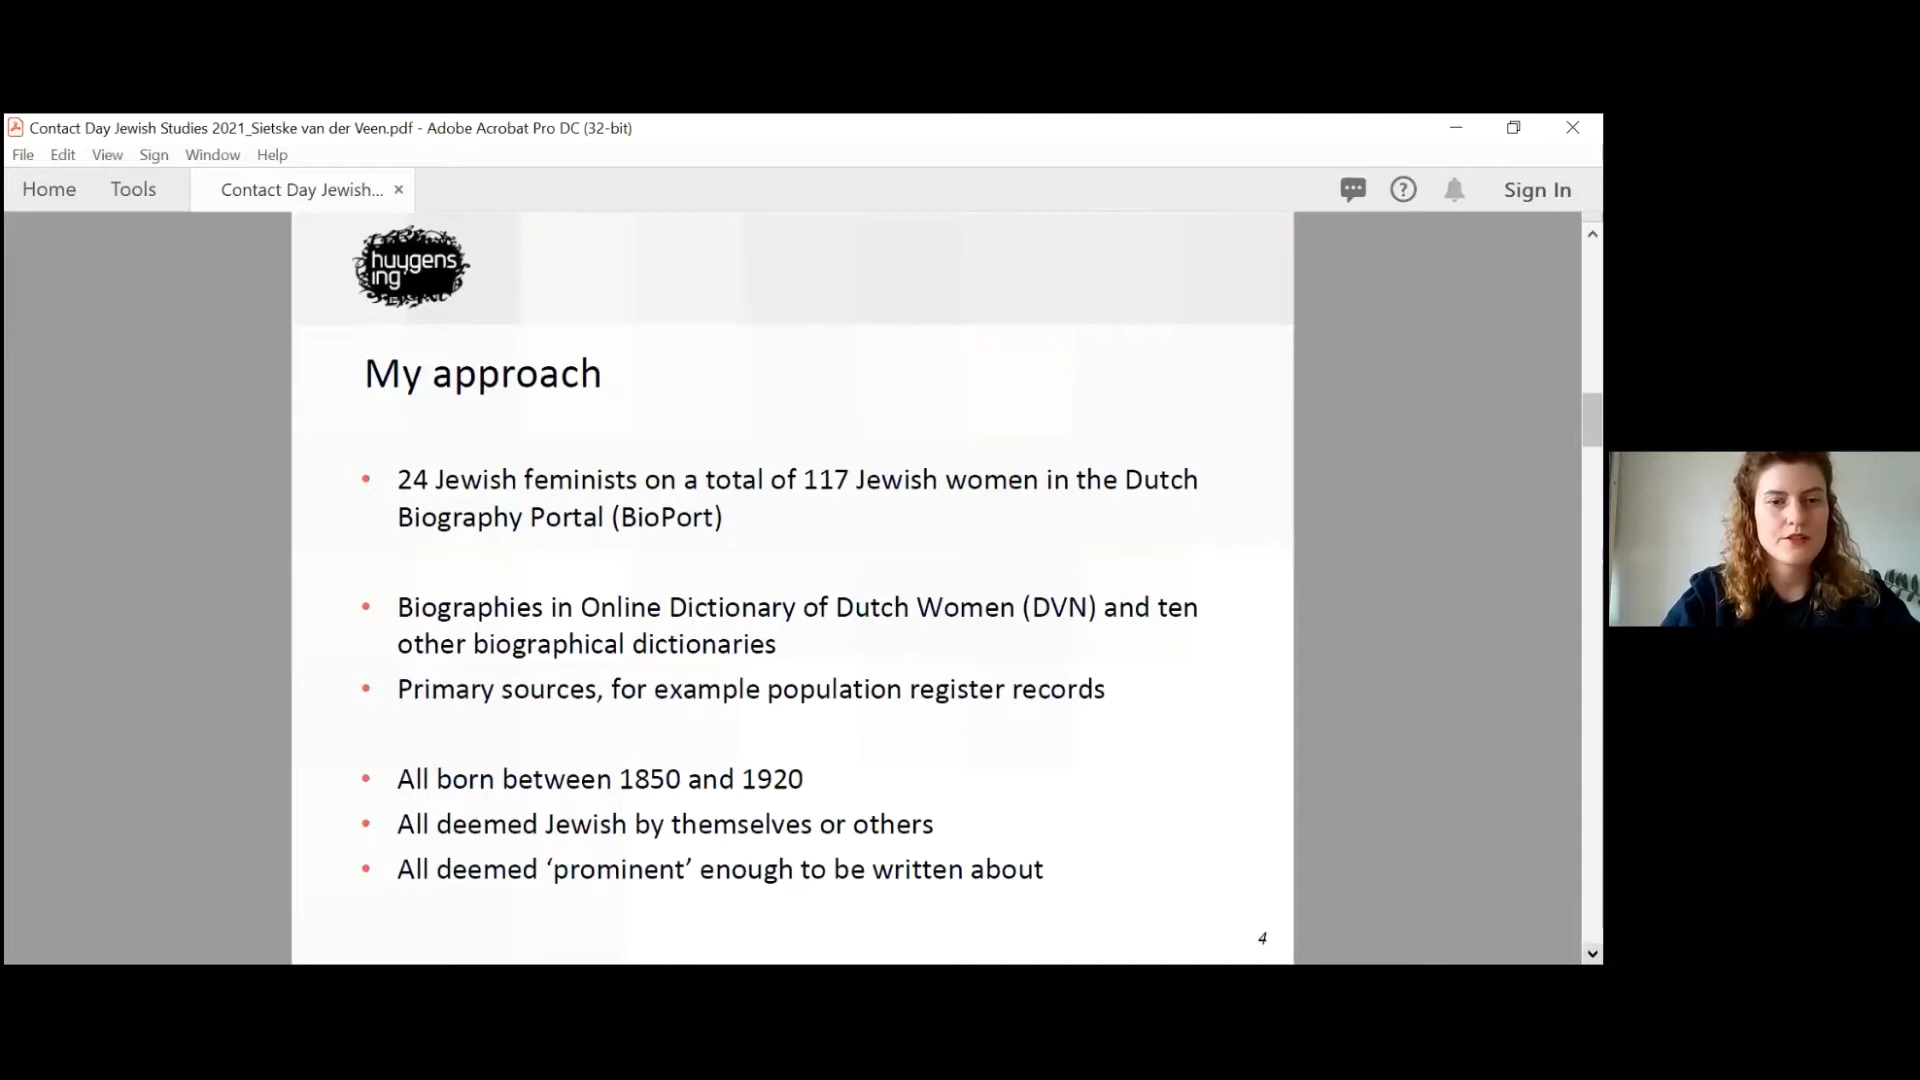 Contact Day Jewish Studies 2021_Sietske van der Veen.pdf - Adobe Acrobat Pro DC (32-bit)
File Edit View Sign Window Help
Home Tools Contact Day Jewish... × Sign In
huygens
ing
My approach
• 24 Jewish feminists on a total of 117 Jewish women in the Dutch
Biography Portal (BioPort)
• Biographies in Online Dictionary of Dutch Women (DVN) and ten
other biographical dictionaries
• Primary sources, for example population register records
• All born between 1850 and 1920
• All deemed Jewish by themselves or others
• All deemed ‘prominent’ enough to be written about
4